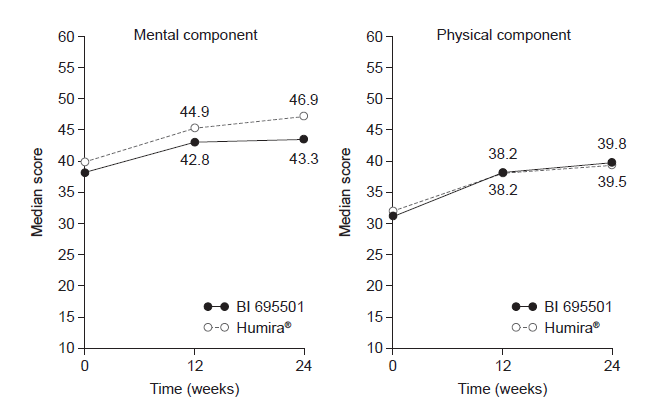 Mental component
Median score
60
55
50
45
40
35
30
25
20
15
10
44.9
46.9
42.8
43.3
BI 695501
Humira®
0 12 24
Time (weeks)
Physical component
Median score
60
55
50
45
40
35
30
25
20
15
10
38.2
39.8
38.2
39.5
BI 695501
Humira®
0 12 24
Time (weeks)